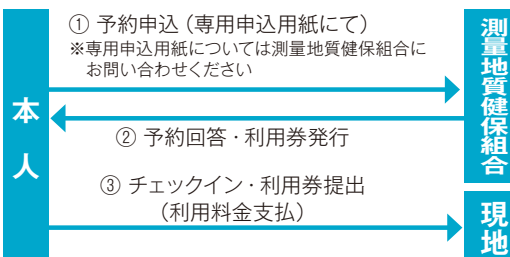 ① 予約申込（専用申込用紙にて）
※専用申込用紙については測量地質健保組合に
お問い合わせください
本人
測量地質健保組合
② 予約回答・利用券発行
③ チェックイン・利用券提出
（利用料金支払）
現地